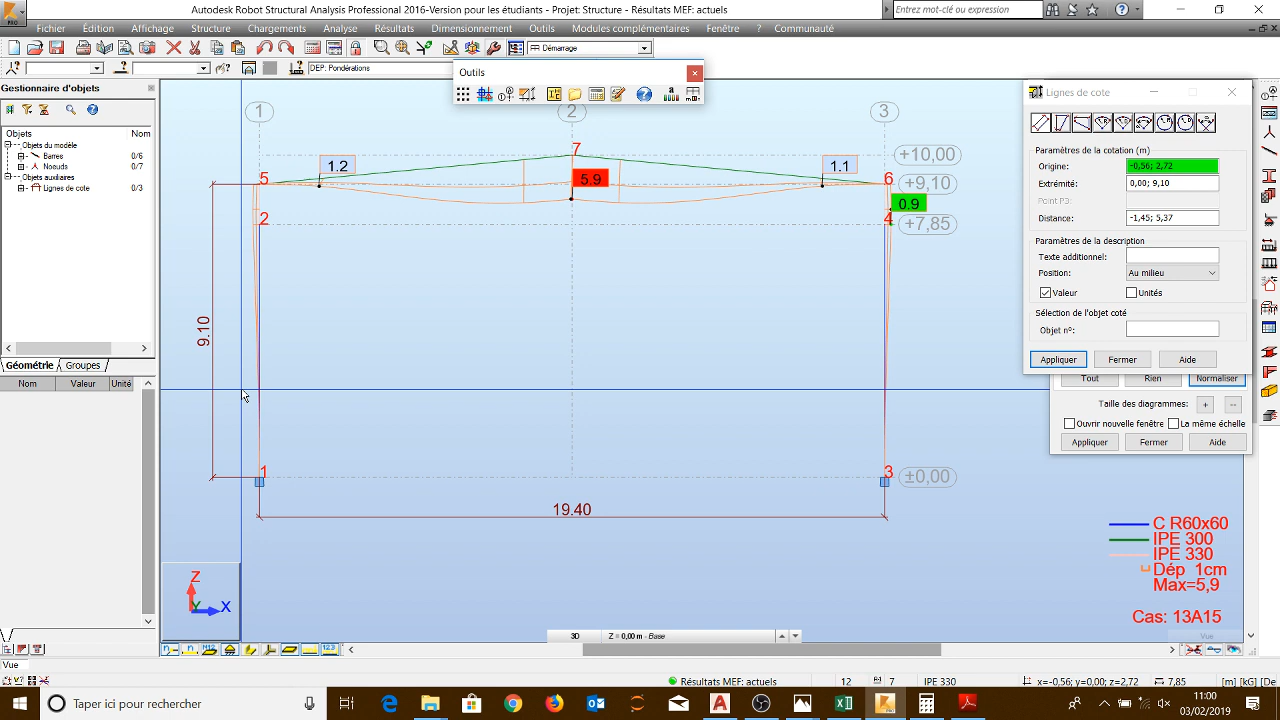 Autodesk Robot Structural Analysis Professional 2016-Version pour les étudiants - Projet: Structure - Résultats MEF: actuels
Entrez mot-clé ou expression
Fichier Edition Affichage Structure Chargements Analyse Résultats Dimensionnement Outils Modules complémentaires Fenêtre ? Communauté
Démarrage
DEP: Pondérations
Outils
Gestionnaire d'objets
Objets Nom
Objets du modèle
Barres 0/6
Noeuds 0/7
Objets auxiliaires
Lignes de cote 0/3
Géométrie Groupes
Nom Valeur Unité
1 2 3
7
+10,00
1.2
1.1
5
5.9
6
+9,10
0.9
2
4
+7,85
9.10
1
3
±0,00
19.40
Lignes de cote
Paramètres de la cotation (m)
Origine: -0,56; 2,72
Extrémité: 0,00; 9,10
Point P3:
Distance: -1,45; 5,37
Paramètres de la description
Texte additionnel:
Position: Au milieu
Valeur Unités
Sélection de l'objet coté
Objet n°:
Appliquer Fermer Aide
Tout Rien Normaliser
Taille des diagrammes: + --
Ouvrir nouvelle fenêtre La même échelle
Appliquer Fermer Aide
C R60x60
IPE 300
IPE 330
Dép 1cm
Max=5,9
Cas: 13A15
Z
Y X
3D Z = 0,00 m - Base
Vue
Vue
Résultats MEF: actuels 12 7 IPE 330 x=-0,56; y=0,00; z=2,72 7,85 [m] [kG] [De
Taper ici pour rechercher
11:00
03/02/2019